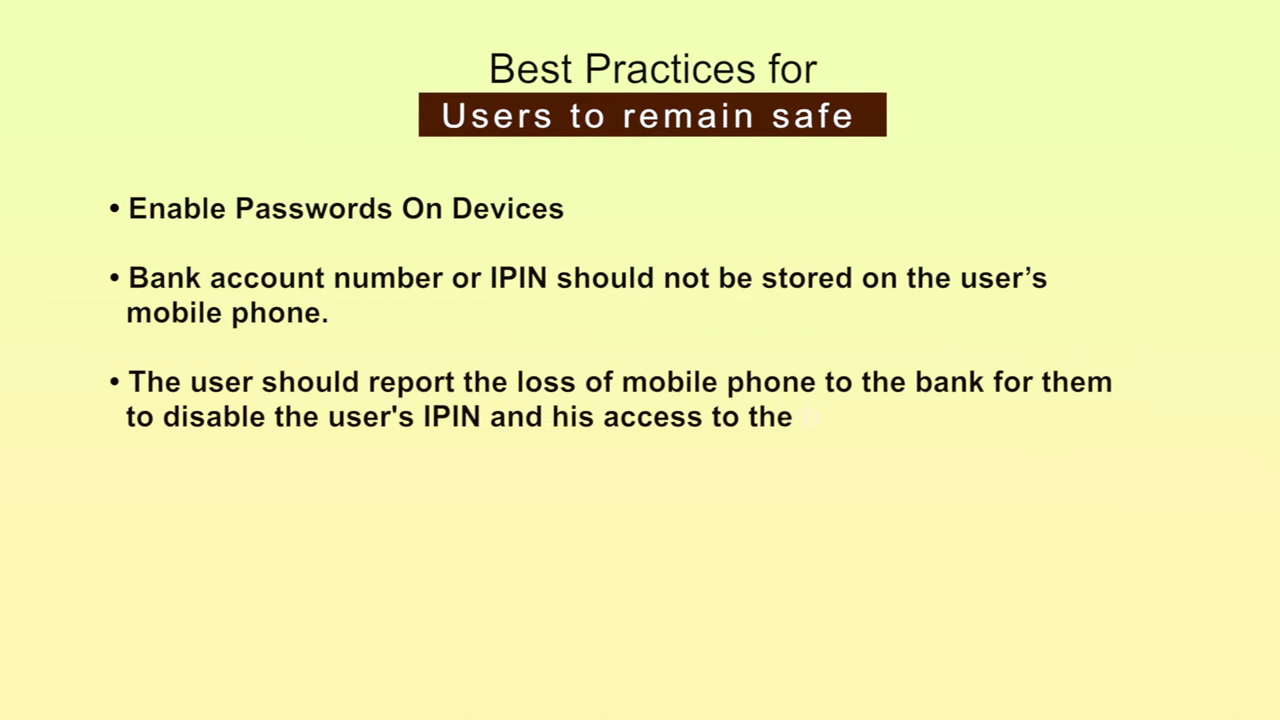 Best Practices for
Users to remain safe
• Enable Passwords On Devices
• Bank account number or IPIN should not be stored on the user’s
mobile phone.
• The user should report the loss of mobile phone to the bank for them
to disable the user's IPIN and his access to the